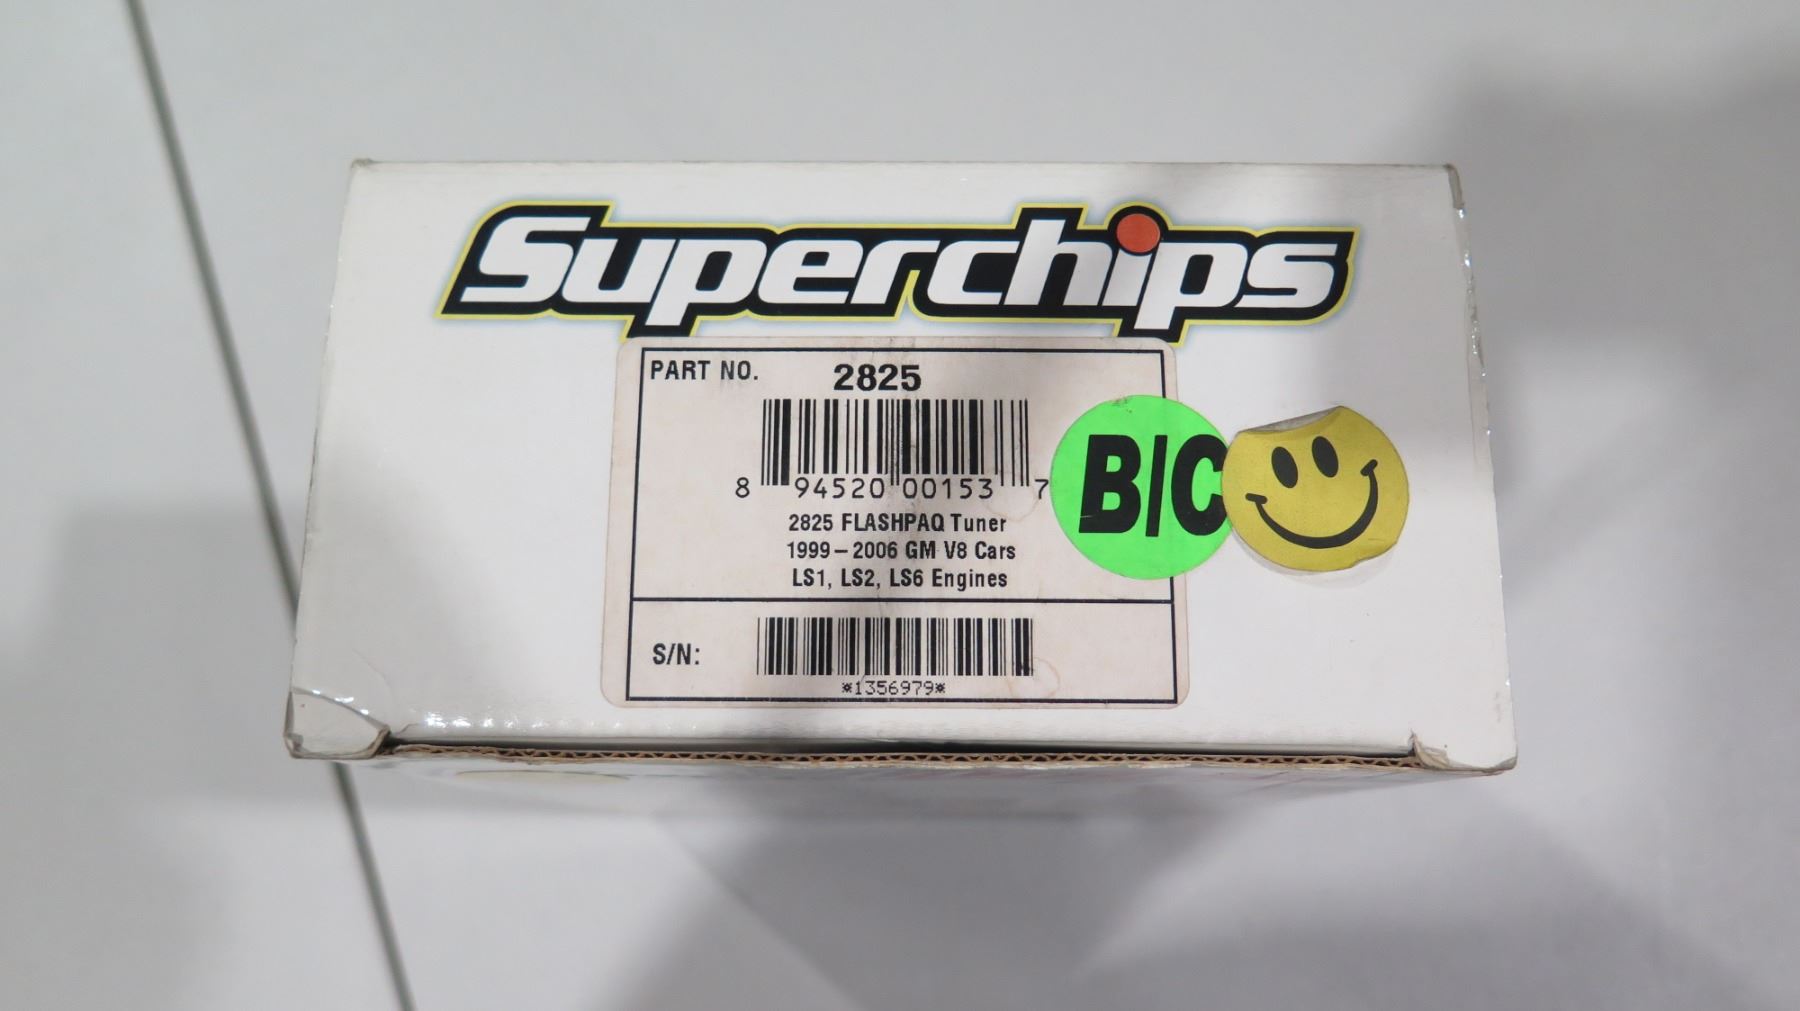 Superchips
PART NO. 2825
8 94520 00153 7
2825 FLASHPAQ Tuner
1999-2006 GM V8 Cars
LS1, LS2, LS6 Engines
B/C
S/N:
*1356979*